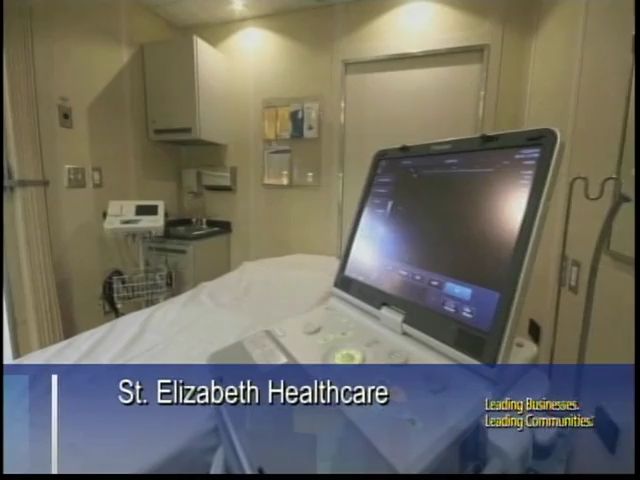 St. Elizabeth Healthcare
Leading Businesses.
Leading Communities.